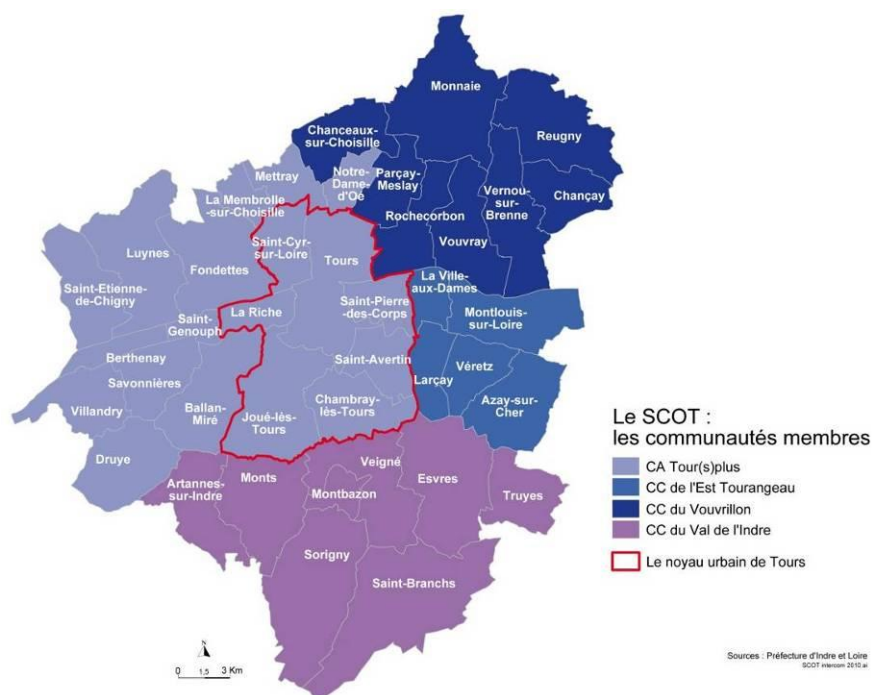 Monnaie
Reugny
Chanceaux-
sur-Choisille
Notre-
Dame-
d'Oé
Parçay-
Meslay
Mettray
Chançay
Vernou-
sur-
Brenne
La Membrolle
-sur-Choisille
Rochecorbon
Vouvray
Saint-Cyr-
sur-Loire
Tours
Luynes
Fondettes
La Ville-
aux-Dames
Saint-Etienne-
de-Chigny
Saint-Pierre
-des-Corps
Montlouis-
sur-Loire
La Riche
Saint-
Genouph
Berthenay
Saint-Avertin
Véretz
Larçay
Savonnières
Azay-sur-
Cher
Villandry
Ballan-
Miré
Joué-lès-
Tours
Chambray-
lès-Tours
Druye
Veigné
Artannes-
sur-Indre
Monts
Esvres
Montbazon
Truyes
Sorigny
Saint-Branchs
Le SCOT :
les communautés membres
CA Tour(s)plus
CC de l'Est Tourangeau
CC du Vouvrillon
CC du Val de l'Indre
Le noyau urbain de Tours
N
0 1,5 3 Km
Sources : Préfecture d'Indre et Loire
SCOT intercom 2010.ai